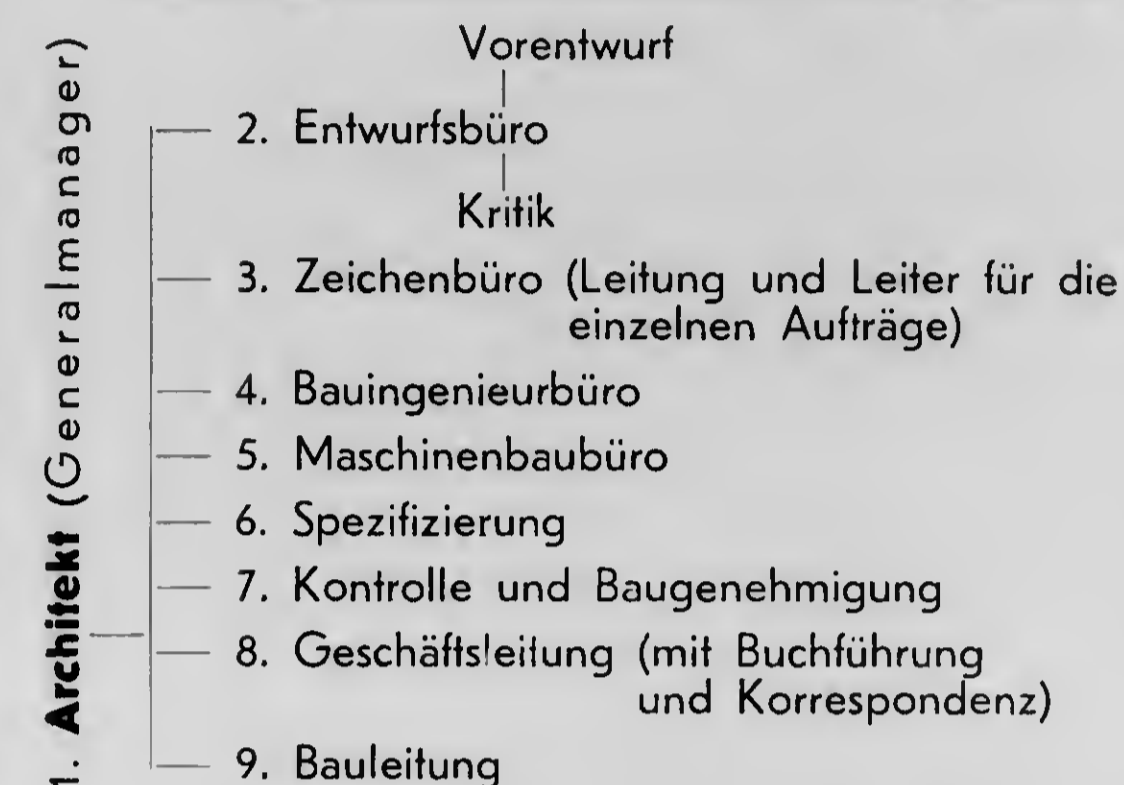 1. Architekt (Generalmanager)
Vorentwurf
2. Entwurfsbüro
Kritik
3. Zeichenbüro (Leitung und Leiter für die
einzelnen Aufträge)
4. Bauingenieurbüro
5. Maschinenbaubüro
6. Spezifizierung
7. Kontrolle und Baugenehmigung
8. Geschäftsleitung (mit Buchführung
und Korrespondenz)
9. Bauleitung